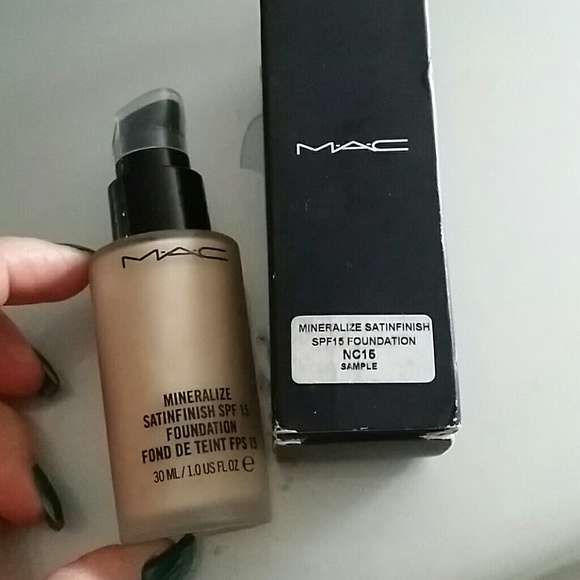 M·A·C
MINERALIZE
SATINFINISH SPF 15
FOUNDATION
FOND DE TEINT FPS 15
30 ML / 1.0 US FL OZ ℮
M·A·C
MINERALIZE SATINFINISH
SPF15 FOUNDATION
NC15
SAMPLE